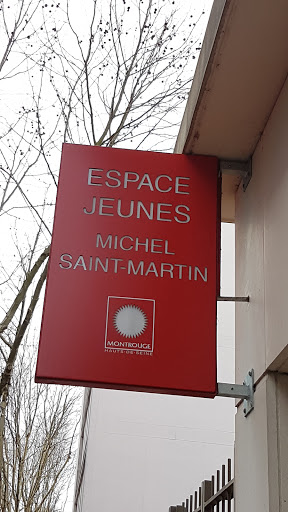 ESPACE
JEUNES
MICHEL
SAINT-MARTIN
MONTROUGE
HAUTS-DE-SEINE